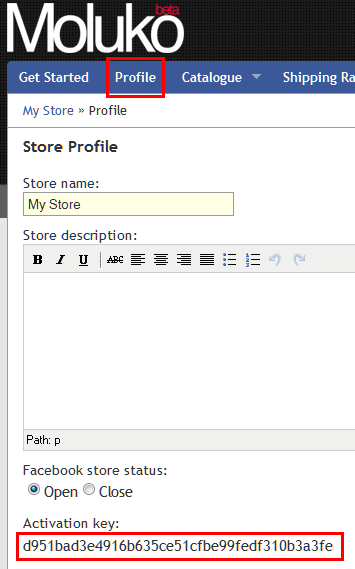 Moluko beta
Get Started Profile Catalogue Shipping Ra
My Store » Profile
Store Profile
Store name:
My Store
Store description:
B I U ABC
Path: p
Facebook store status:
Open Close
Activation key:
d951bad3e4916b635ce51cfbe99fedf310b3a3fe